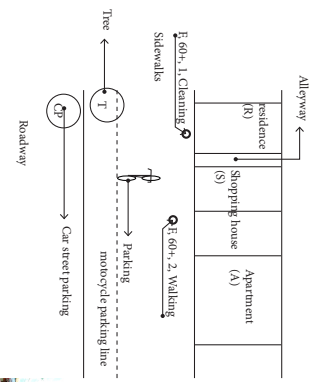 Alleyway
residence
(R)
Shopping house
(S)
Apartment
(A)
F, 60+, 1, Cleaning
F, 60+, 2, Walking
Sidewalks
Tree
T
Parking
motocycle parking line
CP
Car street parking
Roadway